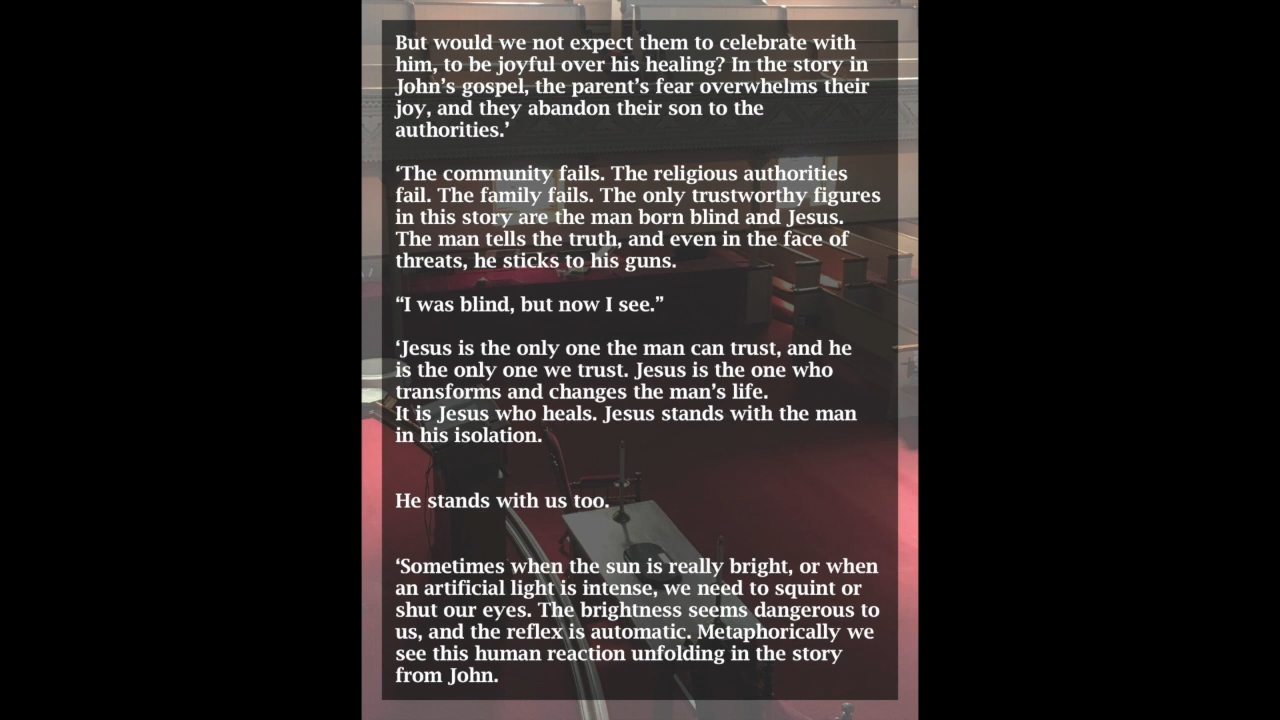 But would we not expect them to celebrate with
him, to be joyful over his healing? In the story in
John’s gospel, the parent’s fear overwhelms their
joy, and they abandon their son to the
authorities.’
‘The community fails. The religious authorities
fail. The family fails. The only trustworthy figures
in this story are the man born blind and Jesus.
The man tells the truth, and even in the face of
threats, he sticks to his guns.
“I was blind, but now I see.”
‘Jesus is the only one the man can trust, and he
is the only one we trust. Jesus is the one who
transforms and changes the man’s life.
It is Jesus who heals. Jesus stands with the man
in his isolation.
He stands with us too.
‘Sometimes when the sun is really bright, or when
an artificial light is intense, we need to squint or
shut our eyes. The brightness seems dangerous to
us, and the reflex is automatic. Metaphorically we
see this human reaction unfolding in the story
from John.